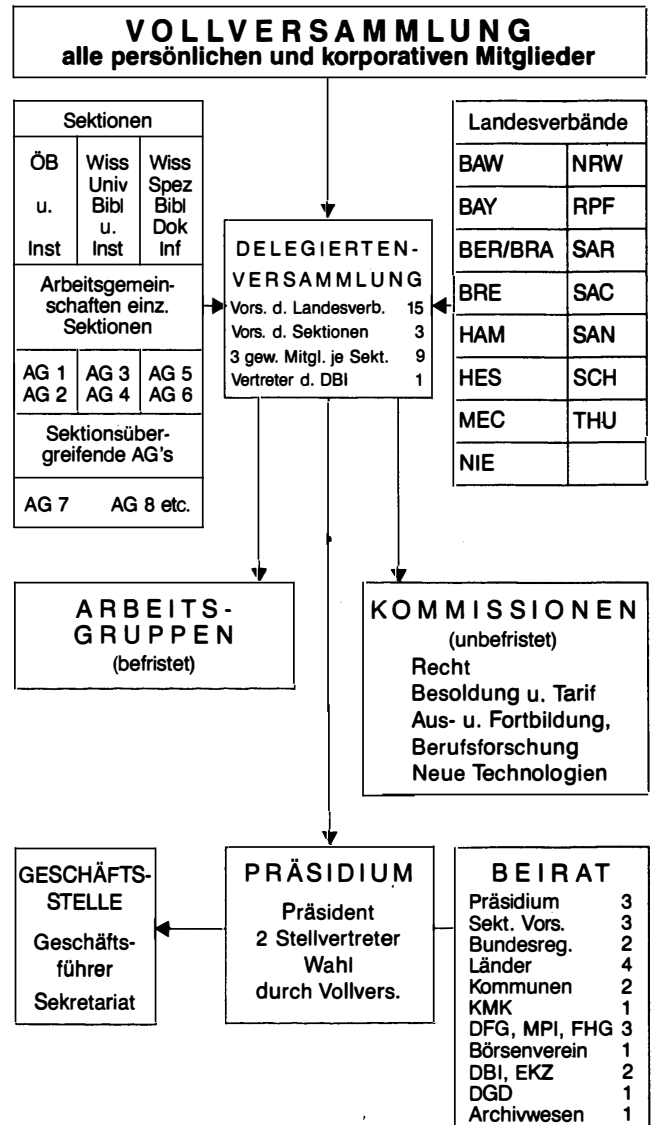 VOLLVERSAMMLUNG
alle persönlichen und korporativen Mitglieder
Sektionen
ÖB
u.
Inst
Wiss
Univ
Bibl
u.
Inst
Wiss
Spez
Bibl
Dok
Inf
Arbeitsgemein-
schaften einz.
Sektionen
AG 1
AG 2
AG 3
AG 4
AG 5
AG 6
Sektionsüber-
greifende AG's
AG 7 AG 8 etc.
DELEGIERTEN-
VERSAMMLUNG
Vors. d. Landesverb. 15
Vors. d. Sektionen 3
3 gew. Mitgl. je Sekt. 9
Vertreter d. DBI 1
Landesverbände
BAW NRW
BAY RPF
BER/BRA SAR
BRE SAC
HAM SAN
HES SCH
MEC THU
NIE
ARBEITS-
GRUPPEN
(befristet)
KOMMISSIONEN
(unbefristet)
Recht
Besoldung u. Tarif
Aus- u. Fortbildung,
Berufsforschung
Neue Technologien
GESCHÄFTS-
STELLE
Geschäfts-
führer
Sekretariat
PRÄSIDIUM
Präsident
2 Stellvertreter
Wahl
durch Vollvers.
BEIRAT
Präsidium 3
Sekt. Vors. 3
Bundesreg. 2
Länder 4
Kommunen 2
KMK 1
DFG, MPI, FHG 3
Börsenverein 1
DBI, EKZ 2
DGD 1
Archivwesen 1